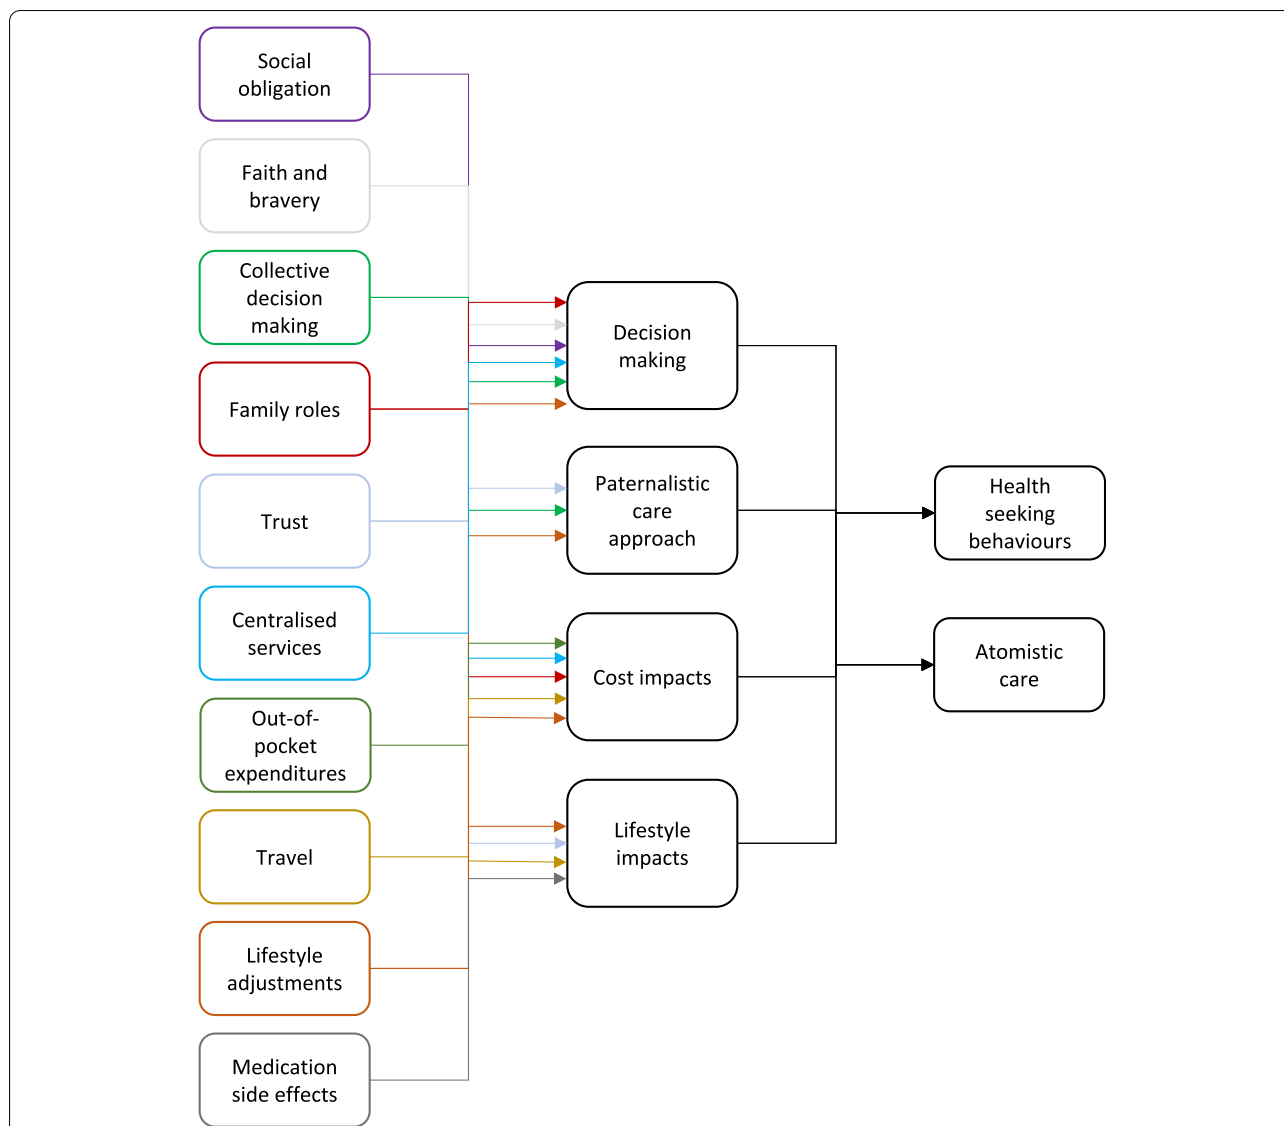 Social
obligation
Faith and
bravery
Collective
decision
making
Family roles
Trust
Centralised
services
Out-of-
pocket
expenditures
Travel
Lifestyle
adjustments
Medication
side effects
Decision
making
Paternalistic
care
approach
Cost impacts
Lifestyle
impacts
Health
seeking
behaviours
Atomistic
care